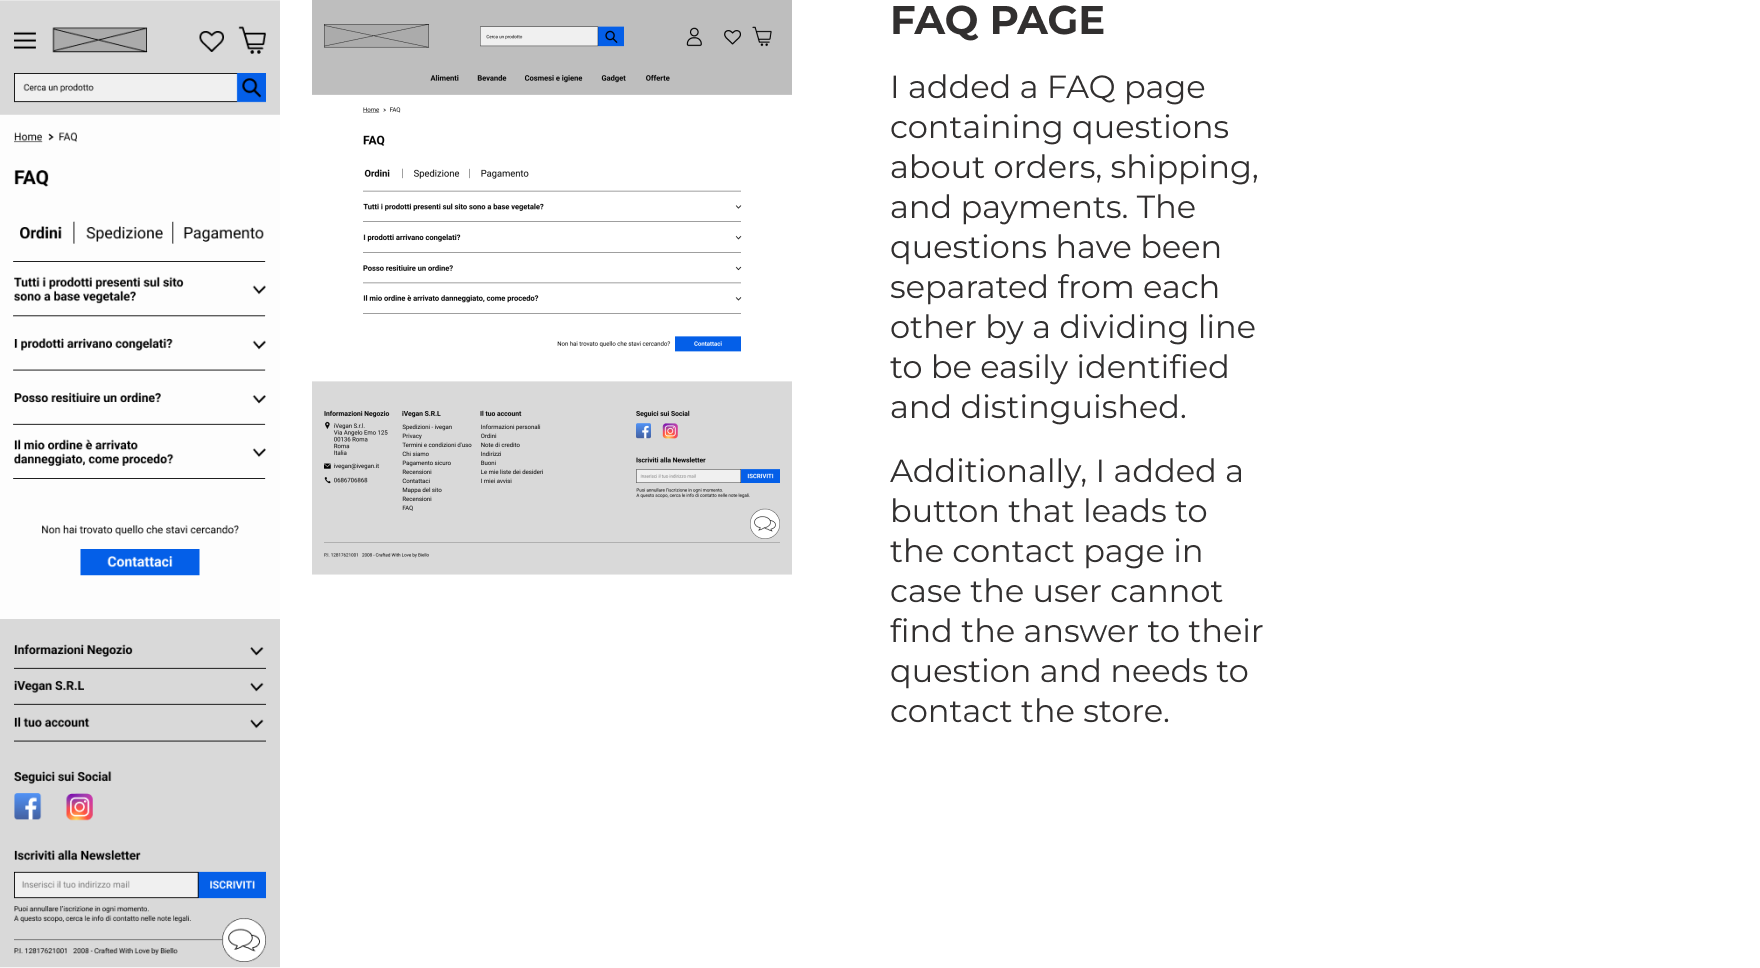 Cerca un prodotto
Home > FAQ
FAQ
Ordini
Spedizione
Pagamento
Tutti i prodotti presenti sul sito
sono a base vegetale?
I prodotti arrivano congelati?
Posso resitiuire un ordine?
Il mio ordine è arrivato
danneggiato, come procedo?
Non hai trovato quello che stavi cercando?
Contattaci
Informazioni Negozio
iVegan S.R.L
Il tuo account
Seguici sui Social
Iscriviti alla Newsletter
Inserisci il tuo indirizzo mail
ISCRIVITI
Puoi annullare l'iscrizione in ogni momento.
A questo scopo, cerca le info di contatto nelle note legali.
P.I. 12817621001 2008 - Crafted With Love by Biello
Cerca un prodotto
Alimenti
Bevande
Cosmesi e igiene
Gadget
Offerte
Home > FAQ
FAQ
Ordini
Spedizione
Pagamento
Tutti i prodotti presenti sul sito sono a base vegetale?
I prodotti arrivano congelati?
Posso resitiuire un ordine?
Il mio ordine è arrivato danneggiato, come procedo?
Non hai trovato quello che stavi cercando?
Contattaci
Informazioni Negozio
iVegan S.r.l.
Via Angelo Emo 125
00136 Roma
Roma
Italia
ivegan@ivegan.it
0686706868
iVegan S.R.L
Spedizioni - ivegan
Privacy
Termini e condizioni d'uso
Chi siamo
Pagamento sicuro
Recensioni
Contattaci
Mappa del sito
Recensioni
FAQ
Il tuo account
Informazioni personali
Ordini
Note di credito
Indirizzi
Buoni
Le mie liste dei desideri
I miei avvisi
Seguici sui Social
Iscriviti alla Newsletter
Inserisci il tuo indirizzo mail
ISCRIVITI
Puoi annullare l'iscrizione in ogni momento.
A questo scopo, cerca le info di contatto nelle note legali.
P.I. 12817621001 2008 - Crafted With Love by Biello
FAQ PAGE
I added a FAQ page
containing questions
about orders, shipping,
and payments. The
questions have been
separated from each
other by a dividing line
to be easily identified
and distinguished.
Additionally, I added a
button that leads to
the contact page in
case the user cannot
find the answer to their
question and needs to
contact the store.